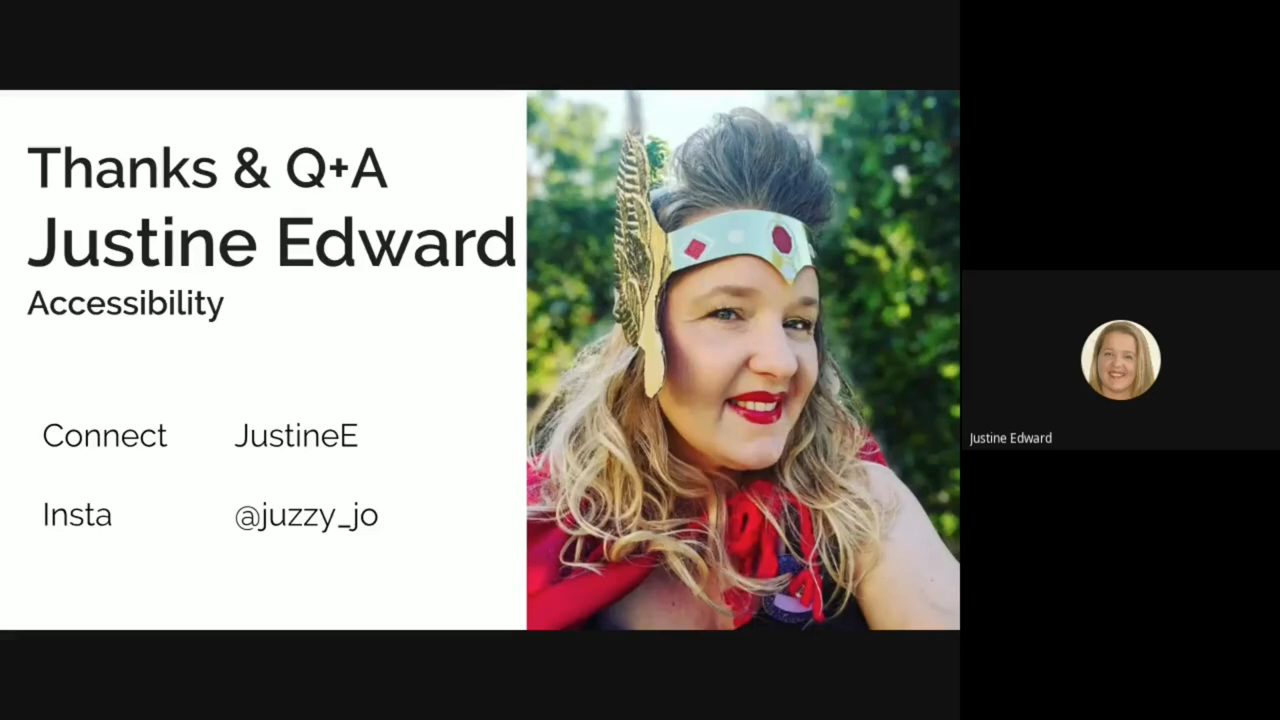 Thanks & Q+A
Justine Edward
Accessibility
Connect JustineE
Insta @juzzy_jo
Justine Edward